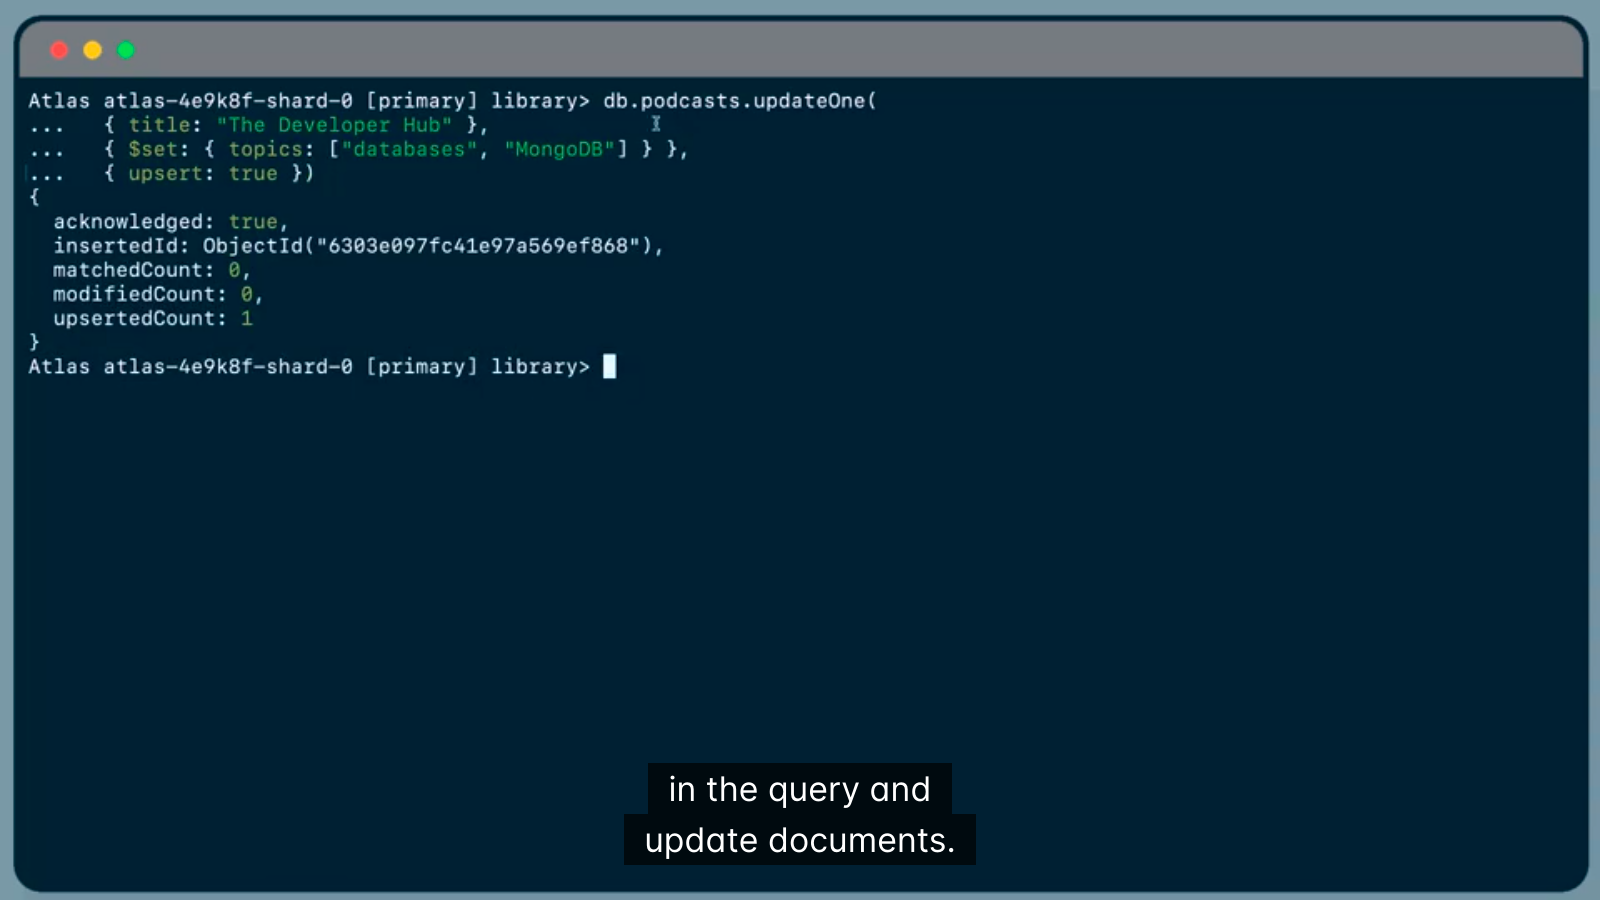 Atlas atlas-4e9k8f-shard-0 [primary] library> db.podcasts.updateOne(
...   { title: "The Developer Hub" },
...   { $set: { topics: ["databases", "MongoDB"] } },
...   { upsert: true })
{
  acknowledged: true,
  insertedId: ObjectId("6303e097fc41e97a569ef868"),
  matchedCount: 0,
  modifiedCount: 0,
  upsertedCount: 1
}
Atlas atlas-4e9k8f-shard-0 [primary] library>
in the query and
update documents.